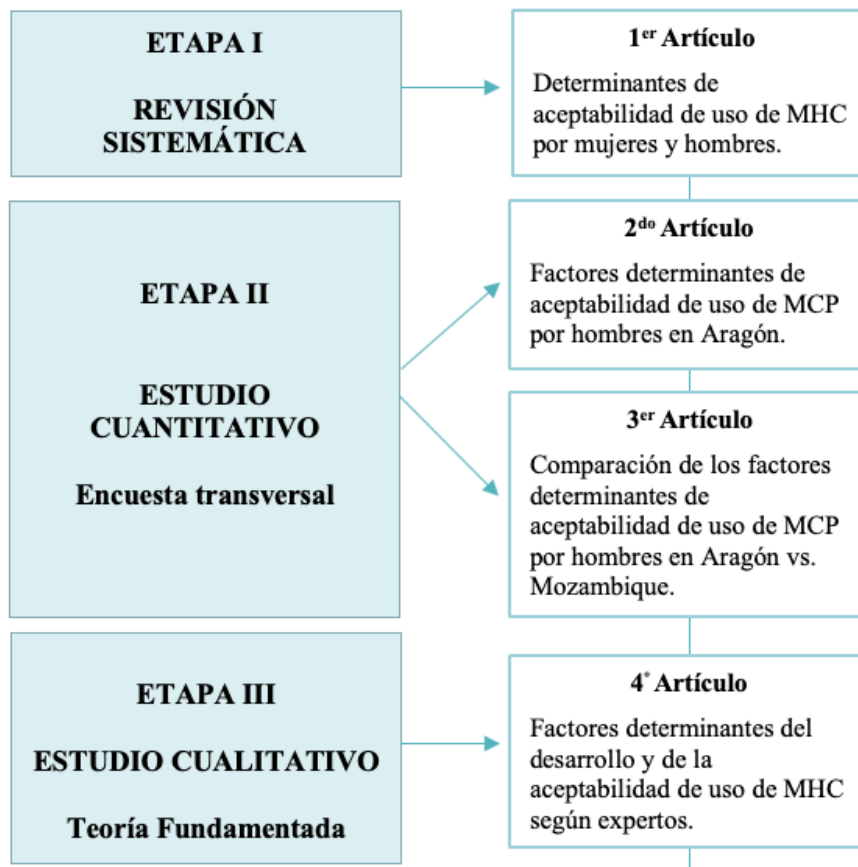 ETAPA I
REVISIÓN
SISTEMÁTICA
1er Artículo
Determinantes de
aceptabilidad de uso de MHC
por mujeres y hombres.
ETAPA II
ESTUDIO
CUANTITATIVO
Encuesta transversal
2do Artículo
Factores determinantes de
aceptabilidad de uso de MCP
por hombres en Aragón.
3er Artículo
Comparación de los factores
determinantes de
aceptabilidad de uso de MCP
por hombres en Aragón vs.
Mozambique.
ETAPA III
ESTUDIO CUALITATIVO
Teoría Fundamentada
4º Artículo
Factores determinantes del
desarrollo y de la
aceptabilidad de uso de MHC
según expertos.